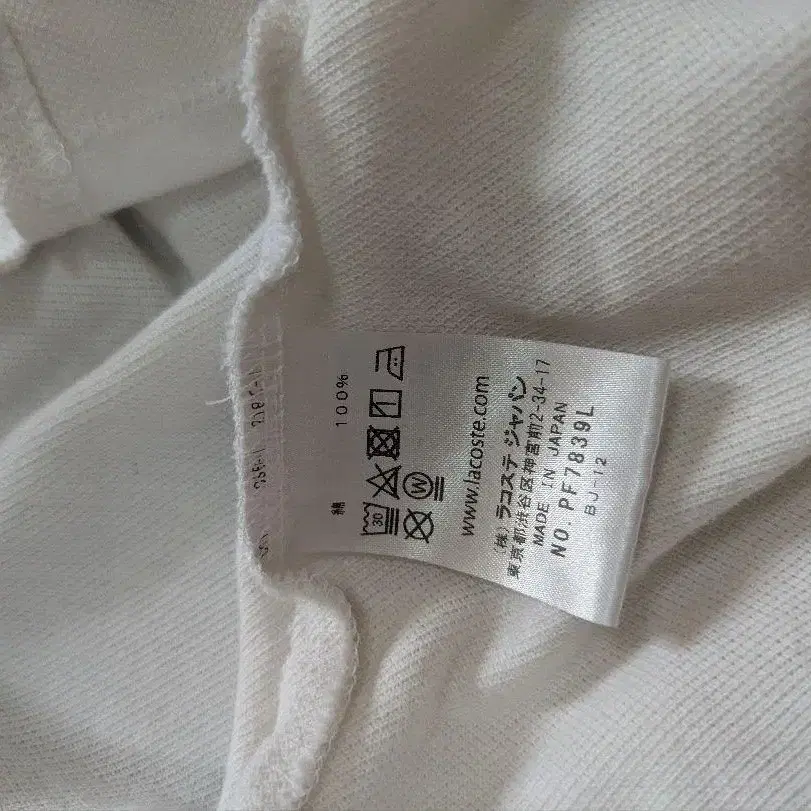 綿 100%
30
W
www.lacoste.com
(株) ラコステ ジャパン
東京都渋谷区神宮前2-34-17
MADE IN JAPAN
NO. PF7839L
BJ-12